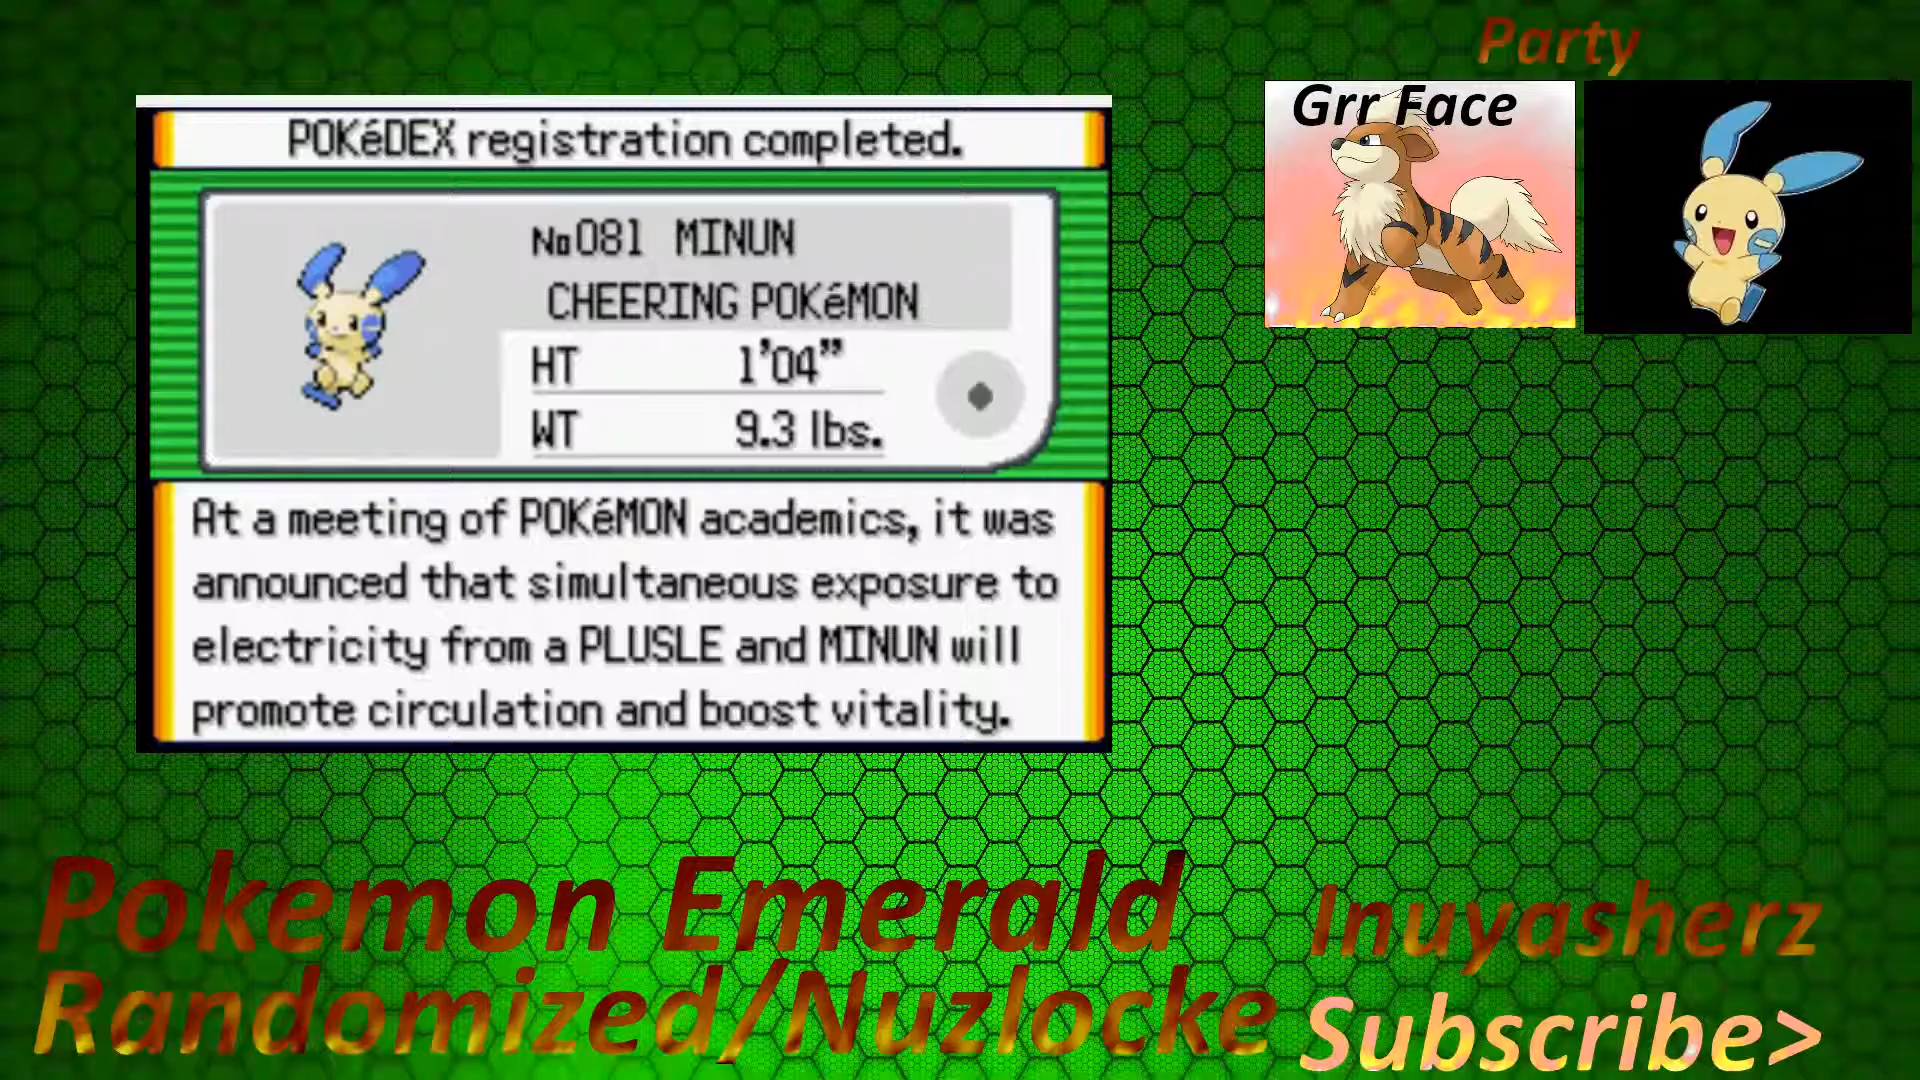 Party
Grr Face
POKéDEX registration completed.
No081 MINUN
CHEERING POKéMON
HT 1'04"
WT 9.3 lbs.
At a meeting of POKéMON academics, it was
announced that simultaneous exposure to
electricity from a PLUSLE and MINUN will
promote circulation and boost vitality.
Pokemon Emerald
Randomized/Nuzlocke
Inuyasherz
Subscribe>